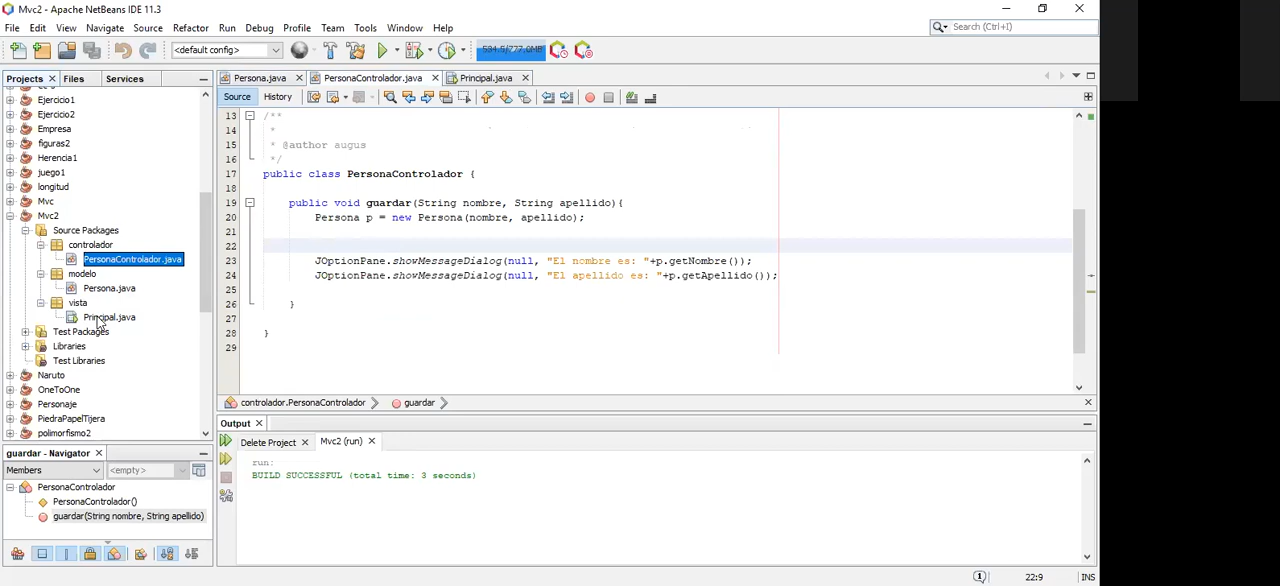 Mvc2 - Apache NetBeans IDE 11.3
File Edit View Navigate Source Refactor Run Debug Profile Team Tools Window Help
Search (Ctrl+I)
<default config>
594.5/777.0MB
Projects Files Services
Persona.java PersonaControlador.java Principal.java
Source History
Ejercicio1
Ejercicio2
Empresa
figuras2
Herencia1
juego1
longitud
Mvc
Mvc2
Source Packages
controlador
PersonaControlador.java
modelo
Persona.java
vista
Principal.java
Test Packages
Libraries
Test Libraries
Naruto
OneToOne
Personaje
PiedraPapelTijera
polimorfismo2
13 /**
14 *
15 * @author augus
16 */
17 public class PersonaControlador {
18
19 public void guardar(String nombre, String apellido){
20 Persona p = new Persona(nombre, apellido);
21
22
23 JOptionPane.showMessageDialog(null, "El nombre es: "+p.getNombre());
24 JOptionPane.showMessageDialog(null, "El apellido es: "+p.getApellido());
25
26 }
27
28 }
29
controlador.PersonaControlador guardar
Output
Delete Project Mvc2 (run)
run:
BUILD SUCCESSFUL (total time: 3 seconds)
guardar - Navigator
Members <empty>
PersonaControlador
PersonaControlador()
guardar(String nombre, String apellido)
1 22:9 INS